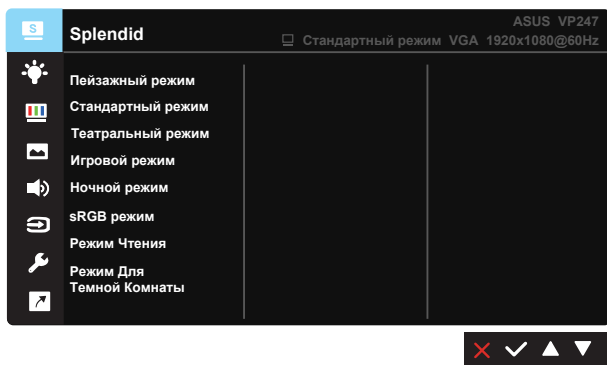 S
Splendid
ASUS VP247
Стандартный режим VGA 1920x1080@60Hz
Пейзажный режим
Стандартный режим
Театральный режим
Игровой режим
Ночной режим
sRGB режим
Режим Чтения
Режим Для
Темной Комнаты